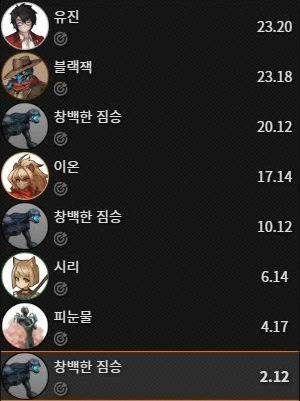 유진
23.20
블랙잭
23.18
창백한 짐승
20.12
이온
17.14
창백한 짐승
10.12
시리
6.14
피눈물
4.17
창백한 짐승
2.12